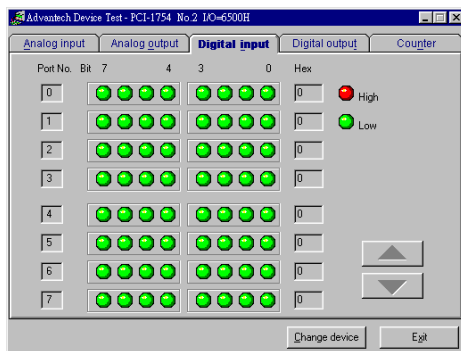 Advantech Device Test - PCI-1754 No.2 I/O=6500H
Analog input Analog output Digital input Digital output Counter
Port No. Bit 7 4 3 0 Hex
0 0 High
1 0 Low
2 0
3 0
4 0
5 0
6 0
7 0
Change device Exit